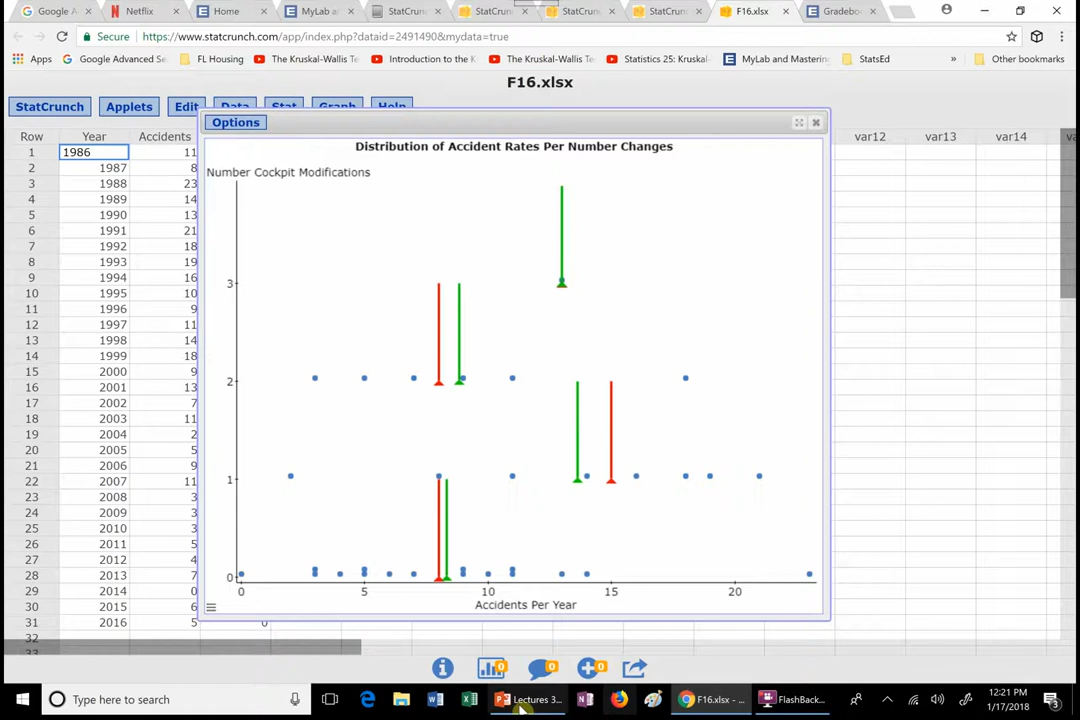 Google A
Netflix
Home
MyLab a
StatCru
StatCrun
StatCrun
StatCrun
F16.xlsx
Gradeboo
Secure https://www.statcrunch.com/app/index.php?dataid=2491490&mydata=true
Apps Google Advanced Se FL Housing The Kruskal-Wallis Te Introduction to the K The Kruskal-Wallis Te Statistics 25: Kruskal- MyLab and Mastering StatsEd » Other bookmarks
F16.xlsx
StatCrunch Applets Edit Data Stat Graph Help
Options
Row Year Accidents var12 var13 var14 va
1 1986 11
2 1987 8
3 1988 23
4 1989 14
5 1990 13
6 1991 21
7 1992 18
8 1993 19
9 1994 16
10 1995 10
11 1996 9
12 1997 11
13 1998 14
14 1999 18
15 2000 9
16 2001 13
17 2002 7
18 2003 11
19 2004 2
20 2005 5
21 2006 9
22 2007 11
23 2008 3
24 2009 3
25 2010 3
26 2011 5
27 2012 4
28 2013 7
29 2014 0
30 2015 6
31 2016 5 0
32
33
Distribution of Accident Rates Per Number Changes
Number Cockpit Modifications
3
2
1
0
0 5 10 15 20
Accidents Per Year
0 0 0
Type here to search
Lectures 3...
F16.xlsx - ...
FlashBack...
12:21 PM
1/17/2018
3